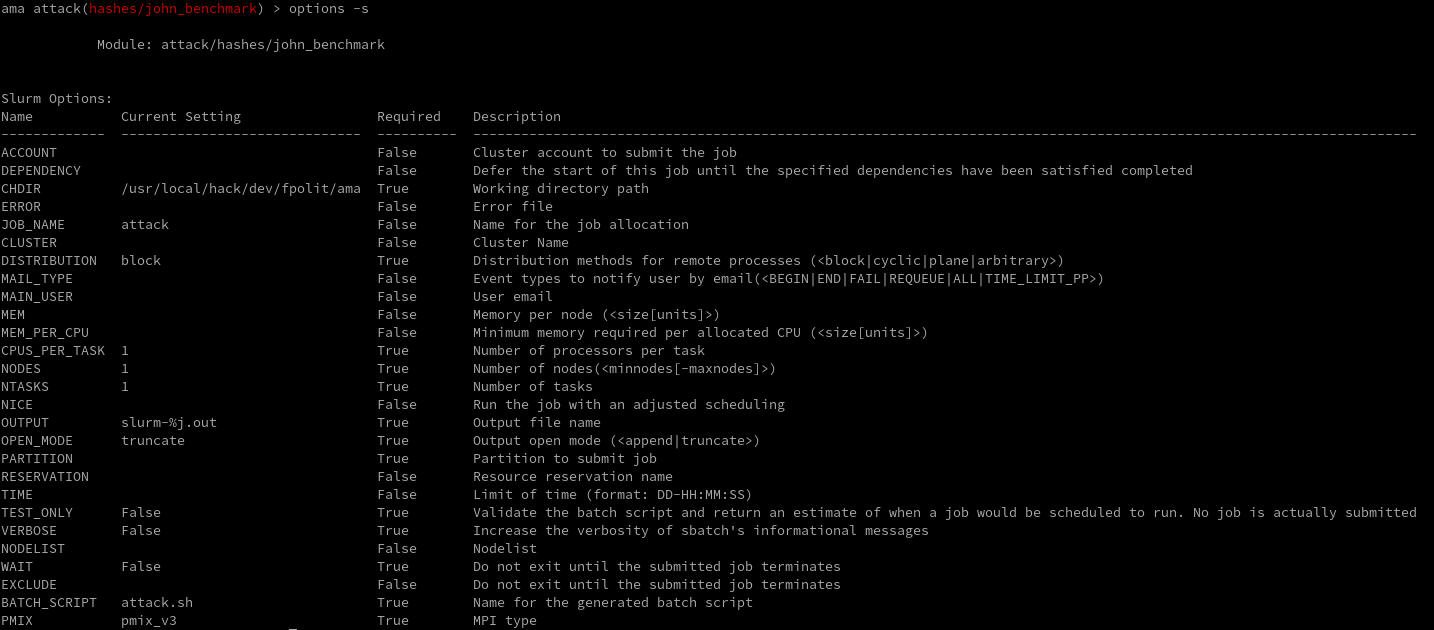 ama attack(hashes/john_benchmark) > options -s
Module: attack/hashes/john_benchmark
Slurm Options:
Name           Current Setting                 Required    Description
-------------  ------------------------------  ----------  ----------------------------------------------------------------------------------------------------------------------
ACCOUNT                                        False       Cluster account to submit the job
DEPENDENCY                                     False       Defer the start of this job until the specified dependencies have been satisfied completed
CHDIR          /usr/local/hack/dev/fpolit/ama  True        Working directory path
ERROR                                          False       Error file
JOB_NAME       attack                          False       Name for the job allocation
CLUSTER                                        False       Cluster Name
DISTRIBUTION   block                           True        Distribution methods for remote processes (<block|cyclic|plane|arbitrary>)
MAIL_TYPE                                      False       Event types to notify user by email(<BEGIN|END|FAIL|REQUEUE|ALL|TIME_LIMIT_PP>)
MAIN_USER                                      False       User email
MEM                                            False       Memory per node (<size[units]>)
MEM_PER_CPU                                    False       Minimum memory required per allocated CPU (<size[units]>)
CPUS_PER_TASK  1                               True        Number of processors per task
NODES          1                               True        Number of nodes(<minnodes[-maxnodes]>)
NTASKS         1                               True        Number of tasks
NICE                                           False       Run the job with an adjusted scheduling
OUTPUT         slurm-%j.out                    True        Output file name
OPEN_MODE      truncate                        True        Output open mode (<append|truncate>)
PARTITION                                      True        Partition to submit job
RESERVATION                                    False       Resource reservation name
TIME                                           False       Limit of time (format: DD-HH:MM:SS)
TEST_ONLY      False                           True        Validate the batch script and return an estimate of when a job would be scheduled to run. No job is actually submitted
VERBOSE        False                           True        Increase the verbosity of sbatch's informational messages
NODELIST                                       False       Nodelist
WAIT           False                           True        Do not exit until the submitted job terminates
EXCLUDE                                        False       Do not exit until the submitted job terminates
BATCH_SCRIPT   attack.sh                       True        Name for the generated batch script
PMIX           pmix_v3                         True        MPI type